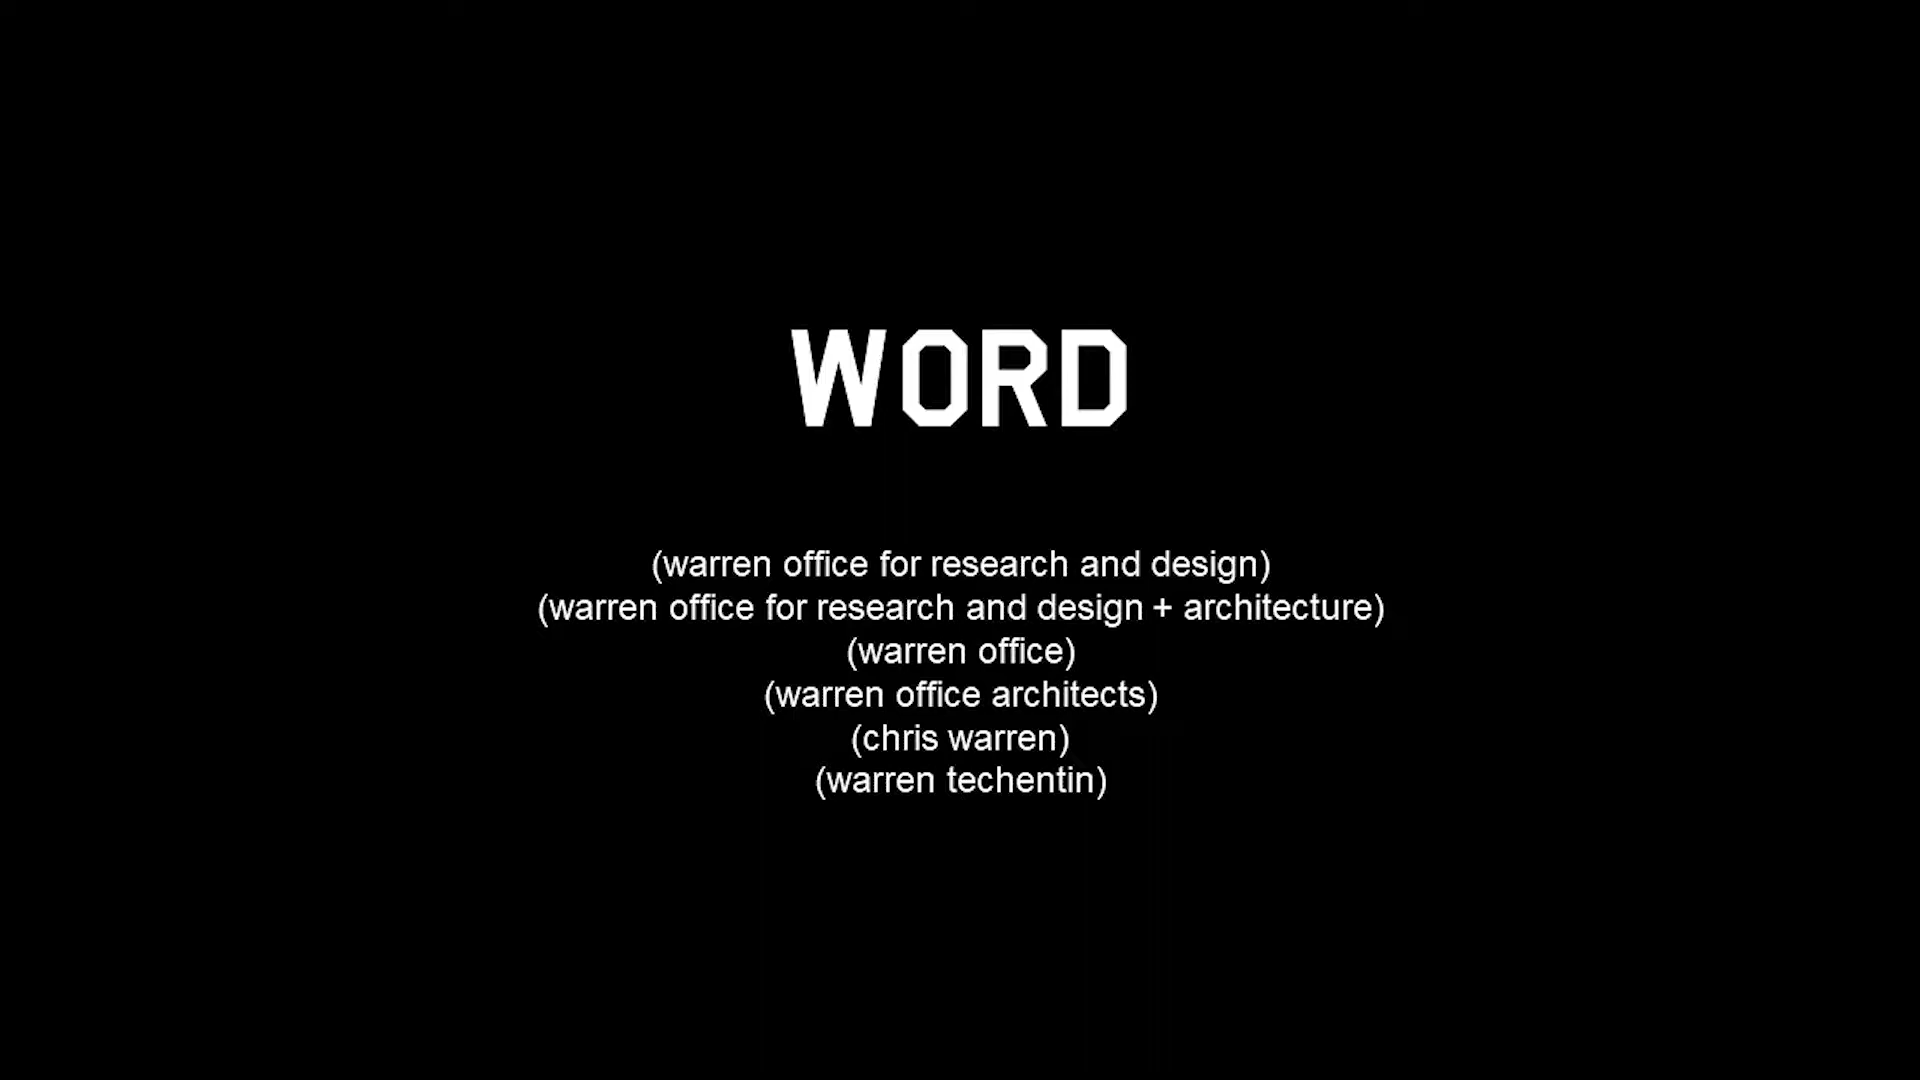 WORD
(warren office for research and design)
(warren office for research and design + architecture)
(warren office)
(warren office architects)
(chris warren)
(warren techentin)